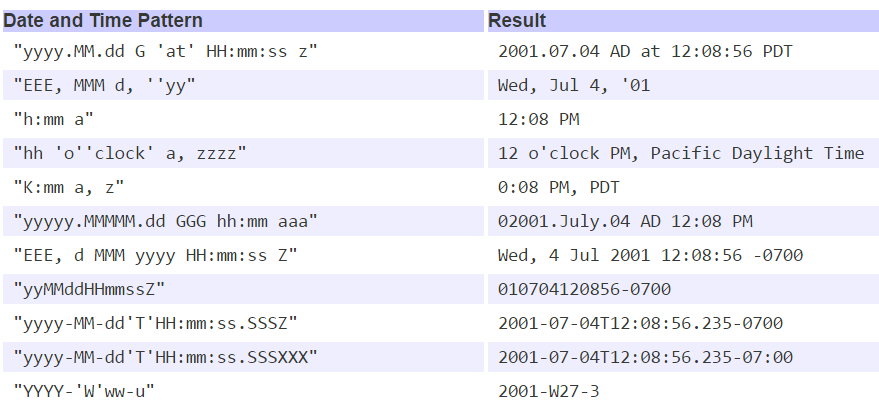 Date and Time Pattern Result
"yyyy.MM.dd G 'at' HH:mm:ss z" 2001.07.04 AD at 12:08:56 PDT
"EEE, MMM d, ''yy" Wed, Jul 4, '01
"h:mm a" 12:08 PM
"hh 'o''clock' a, zzzz" 12 o'clock PM, Pacific Daylight Time
"K:mm a, z" 0:08 PM, PDT
"yyyyy.MMMMM.dd GGG hh:mm aaa" 02001.July.04 AD 12:08 PM
"EEE, d MMM yyyy HH:mm:ss Z" Wed, 4 Jul 2001 12:08:56 -0700
"yyMMddHHmmssZ" 010704120856-0700
"yyyy-MM-dd'T'HH:mm:ss.SSSZ" 2001-07-04T12:08:56.235-0700
"yyyy-MM-dd'T'HH:mm:ss.SSSXXX" 2001-07-04T12:08:56.235-07:00
"YYYY-'W'ww-u" 2001-W27-3